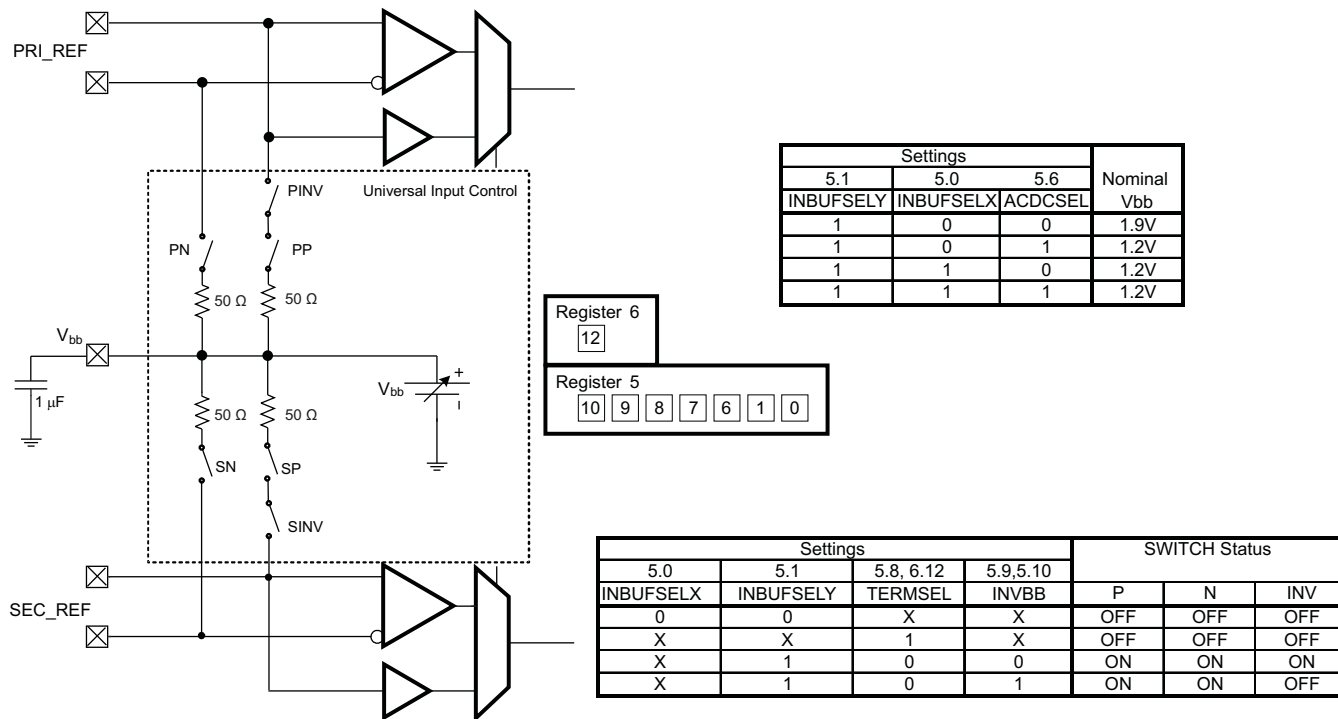 PRI_REF
Universal Input Control
PINV
PN
PP
50 Ω
50 Ω
Vbb
1 μF
Vbb
+
50 Ω
50 Ω
SN
SP
SINV
SEC_REF
Register 6
12
Register 5
10 9 8 7 6 1 0
Settings
5.1 5.0 5.6 Nominal
INBUFSELY INBUFSELX ACDCSEL Vbb
1 0 0 1.9V
1 0 1 1.2V
1 1 0 1.2V
1 1 1 1.2V
Settings SWITCH Status
5.0 5.1 5.8, 6.12 5.9,5.10
INBUFSELX INBUFSELY TERMSEL INVBB P N INV
0 0 X X OFF OFF OFF
X X 1 X OFF OFF OFF
X 1 0 0 ON ON ON
X 1 0 1 ON ON OFF